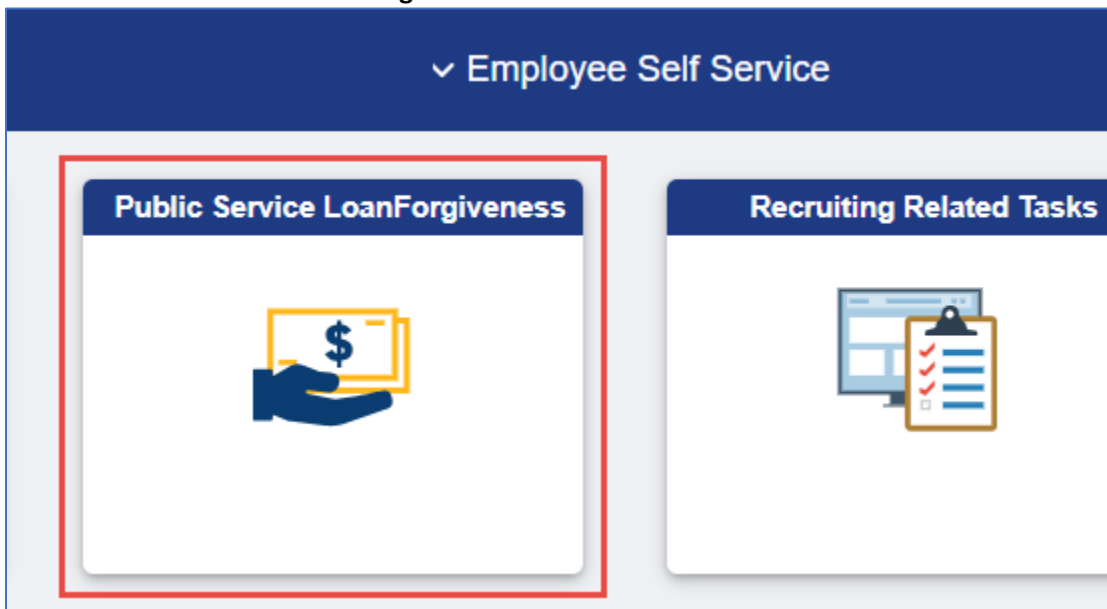 Employee Self Service
Public Service LoanForgiveness
Recruiting Related Tasks
$